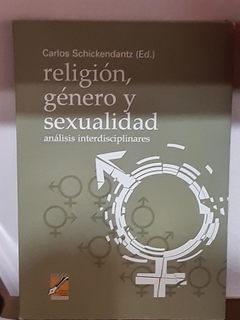 Carlos Schickendantz (Ed.)
religión,
género y
sexualidad
análisis interdisciplinares